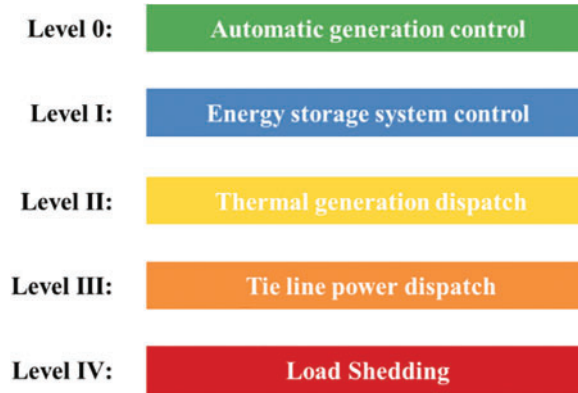 Level 0: Automatic generation control
Level I: Energy storage system control
Level II: Thermal generation dispatch
Level III: Tie line power dispatch
Level IV: Load Shedding